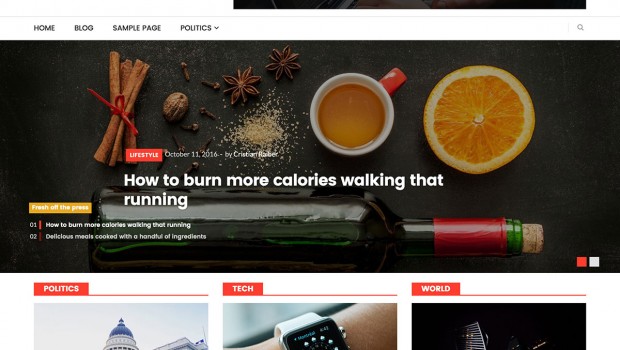 HOME BLOG SAMPLE PAGE POLITICS
LIFESTYLE October 11, 2016 - by Cristian Raiber
How to burn more calories walking that
running
Fresh off the press
01 How to burn more calories walking that running
02 Delicious meals cooked with a handful of ingredients
POLITICS TECH WORLD